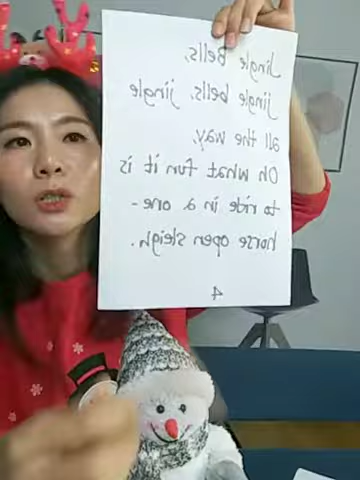 Jingle Bells,
jingle bells, jingle
all the way,
Oh what fun it is
to ride in a one-
horse open sleigh.
4